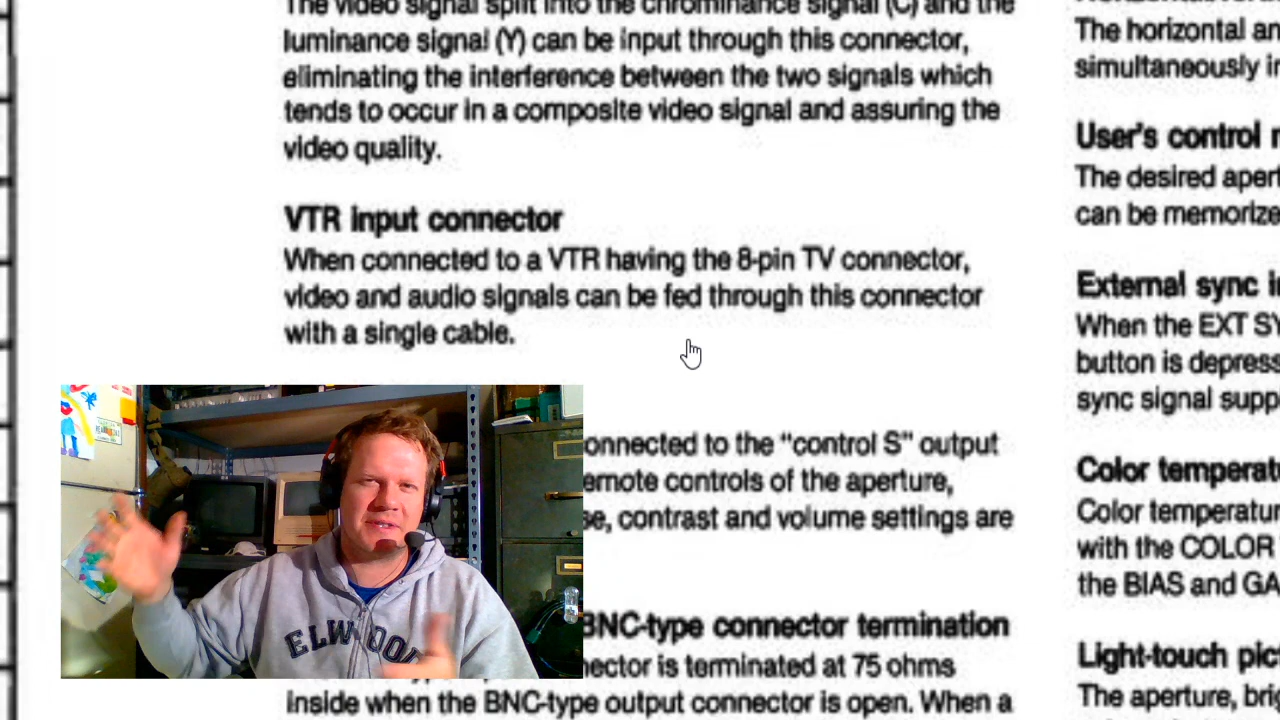 The video signal split into the chrominance signal (C) and the
luminance signal (Y) can be input through this connector,
eliminating the interference between the two signals which
tends to occur in a composite video signal and assuring the
video quality.
VTR input connector
When connected to a VTR having the 8-pin TV connector,
video and audio signals can be fed through this connector
with a single cable.
onnected to the “control S” output
emote controls of the aperture,
se, contrast and volume settings are
BNC-type connector termination
nector is terminated at 75 ohms
inside when the BNC-type output connector is open. When a
The horizontal an
simultaneously i
User's control
The desired aper
can be memorize
External sync i
When the EXT SY
button is depress
sync signal supp
Color temperat
Color temperatur
with the COLOR
the BIAS and GA
Light-touch pic
The aperture, brig
ELWOOD